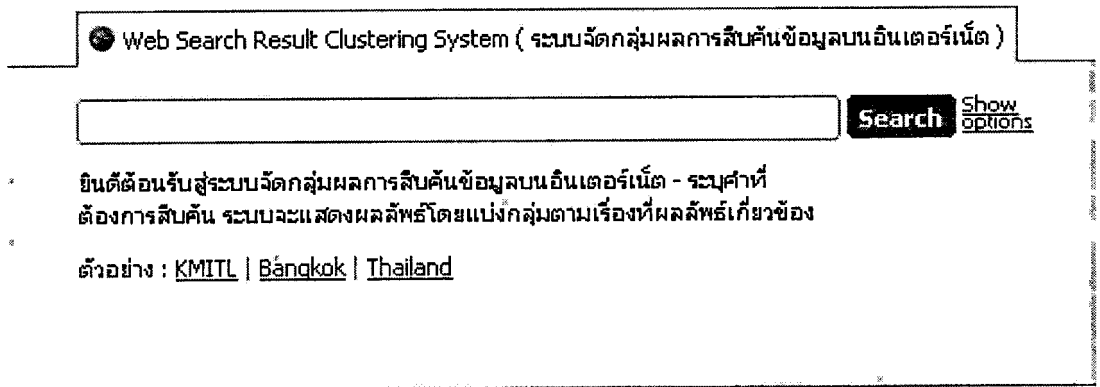 Web Search Result Clustering System ( ระบบจัดกลุ่มผลการสืบค้นข้อมูลบนอินเตอร์เน็ต )
Search
Show
options
ยินดีต้อนรับสู่ระบบจัดกลุ่มผลการสืบค้นข้อมูลบนอินเตอร์เน็ต - ระบุคำที่
ต้องการสืบค้น ระบบจะแสดงผลลัพธ์โดยแบ่งกลุ่มตามเรื่องที่ผลลัพธ์เกี่ยวข้อง
ตัวอย่าง : KMITL | Bangkok | Thailand